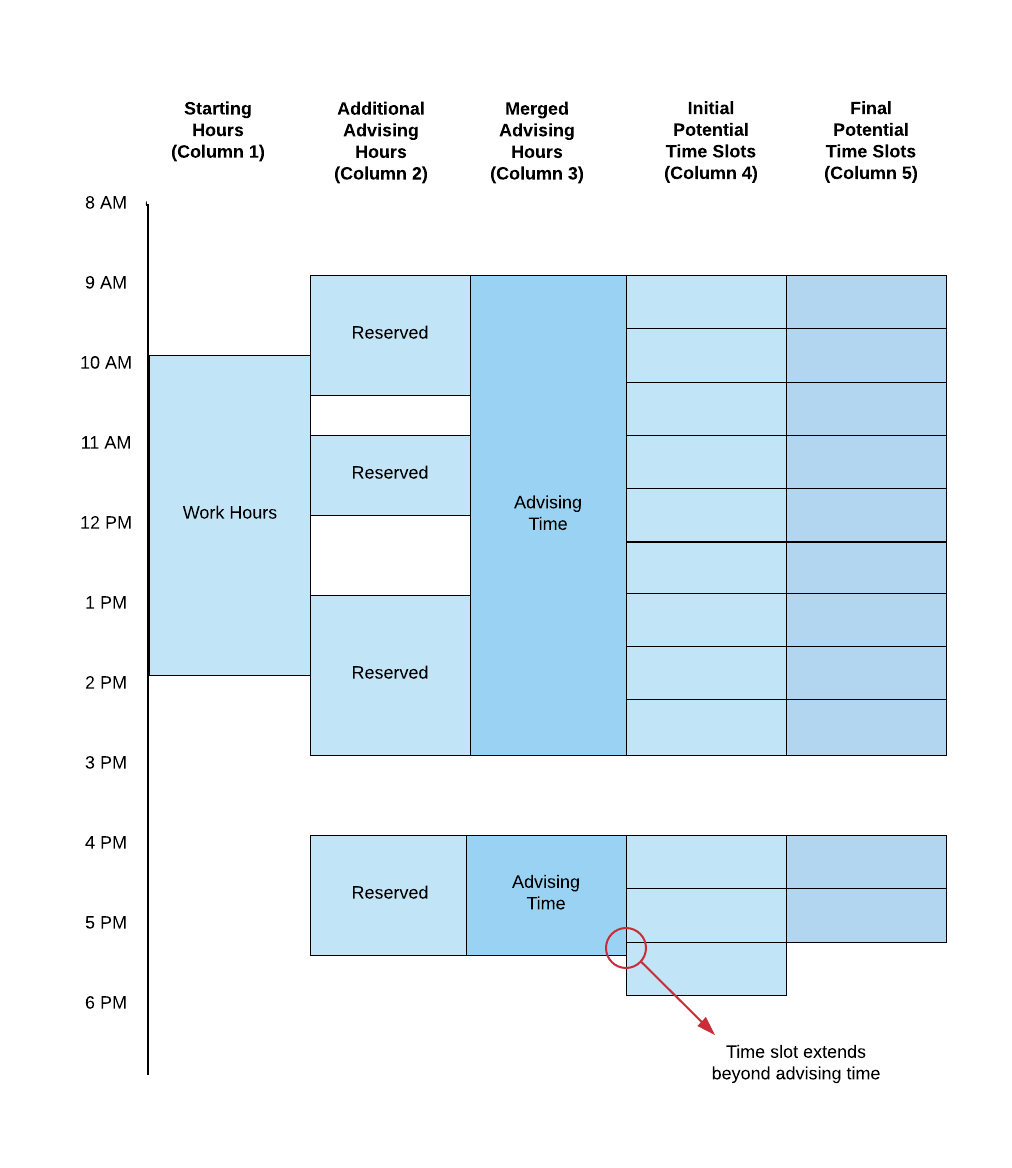 Starting
Hours
(Column 1)
Additional
Advising
Hours
(Column 2)
Merged
Advising
Hours
(Column 3)
Initial
Potential
Time Slots
(Column 4)
Final
Potential
Time Slots
(Column 5)
8 AM
9 AM
Reserved
10 AM
11 AM
Reserved
Work Hours
Advising
Time
12 PM
1 PM
Reserved
2 PM
3 PM
4 PM
Reserved
Advising
Time
5 PM
6 PM
Time slot extends
beyond advising time